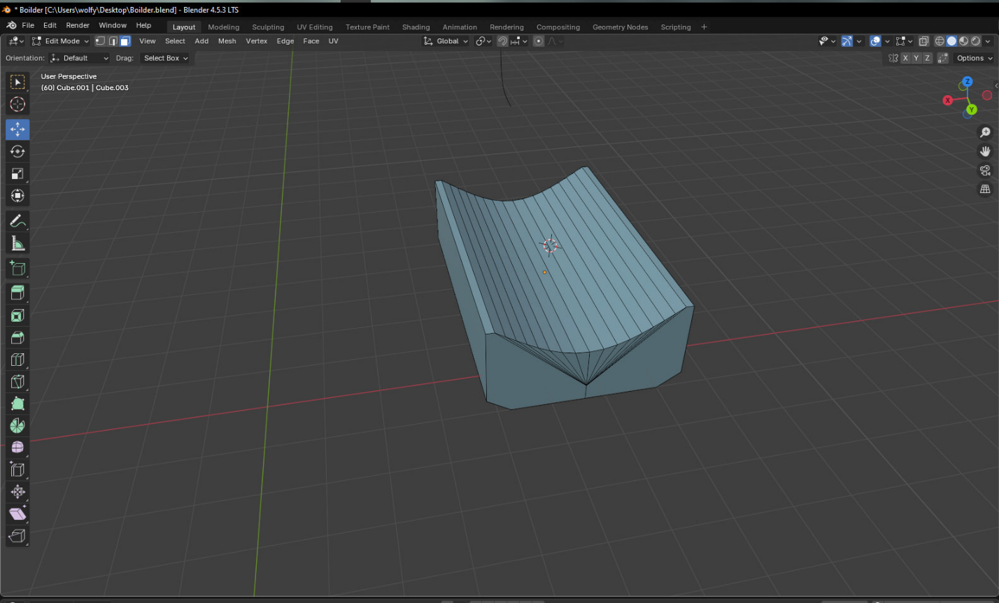 * Boilder [C:\Users\wolfy\Desktop\Boilder.blend] - Blender 4.5.3 LTS
File Edit Render Window Help Layout Modeling Sculpting UV Editing Texture Paint Shading Animation Rendering Compositing Geometry Nodes Scripting +
Edit Mode View Select Add Mesh Vertex Edge Face UV Global
Orientation: Default Drag: Select Box X Y Z Options
User Perspective
(60) Cube.001 | Cube.003
Z
X
Y